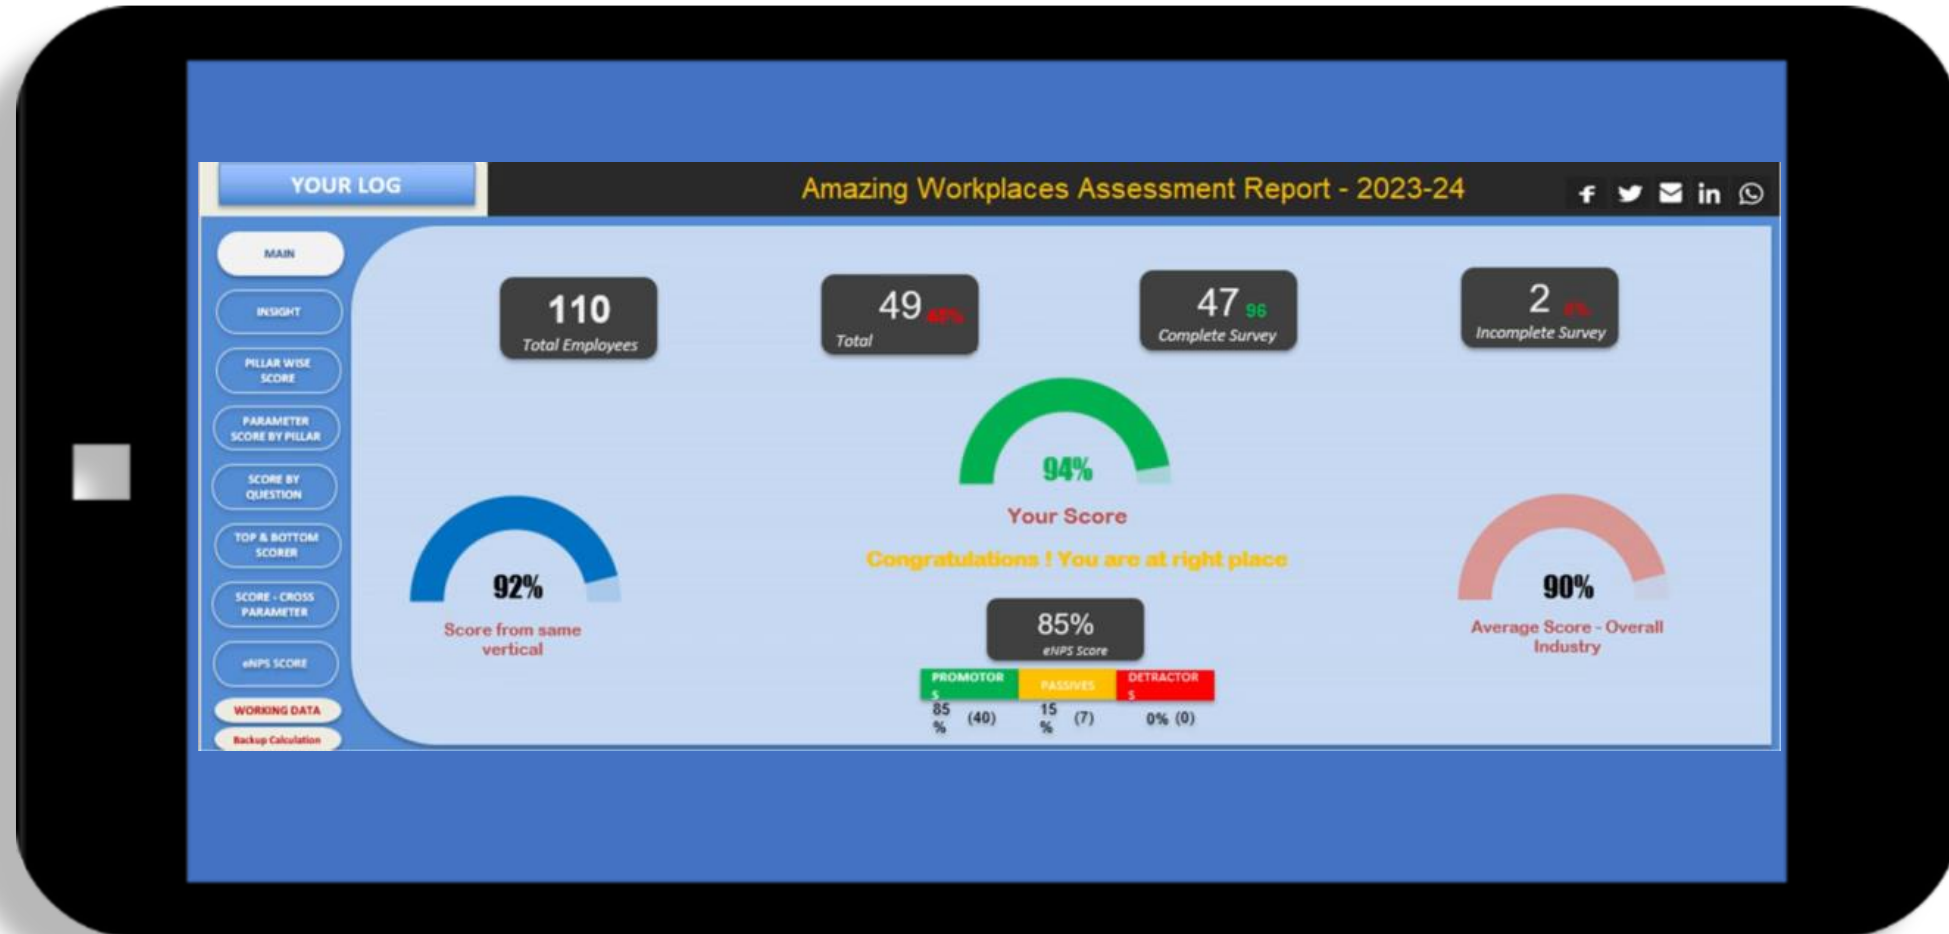 YOUR LOG
Amazing Workplaces Assessment Report - 2023-24
MAIN
INSIGHT
PILLAR WISE
SCORE
PARAMETER
SCORE BY PILLAR
SCORE BY
QUESTION
TOP & BOTTOM
SCORER
SCORE - CROSS
PARAMETER
eNPS SCORE
WORKING DATA
Backup Calculation
110
Total Employees
49
Total
47 96
Complete Survey
2
Incomplete Survey
94%
Your Score
Congratulations ! You are at right place
92%
Score from same
vertical
90%
Average Score - Overall
Industry
85%
eNPS Score
PROMOTOR
S
PASSIVES
DETRACTOR
S
85
% (40)
15
% (7)
0% (0)